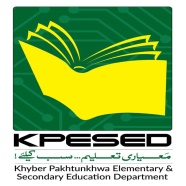 KPESED
معیاری تعلیم... سب کیلئے!
Khyber Pakhtunkhwa Elementary &
Secondary Education Department